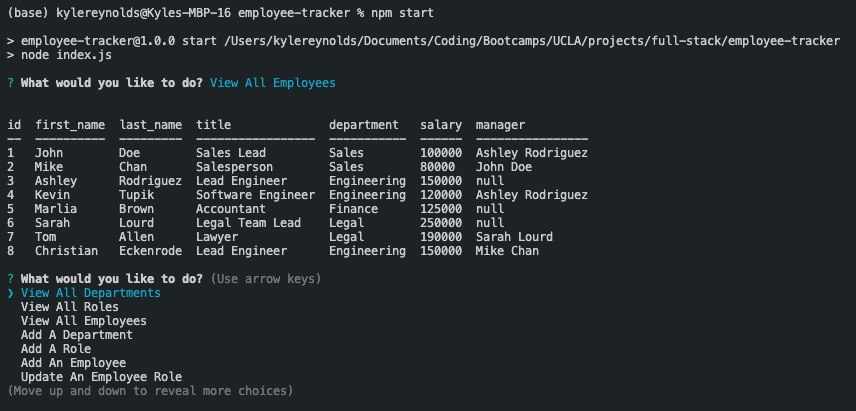 (base) kylereynolds@Kyles-MBP-16 employee-tracker % npm start
> employee-tracker@1.0.0 start /Users/kylereynolds/Documents/Coding/Bootcamps/UCLA/projects/full-stack/employee-tracker
> node index.js
? What would you like to do? View All Employees
id  first_name  last_name  title              department   salary  manager
--  ----------  ---------  -----------------  -----------  ------  ----------------
1   John        Doe        Sales Lead         Sales        100000  Ashley Rodriguez
2   Mike        Chan       Salesperson        Sales        80000   John Doe
3   Ashley      Rodriguez  Lead Engineer      Engineering  150000  null
4   Kevin       Tupik      Software Engineer  Engineering  120000  Ashley Rodriguez
5   Marlia      Brown      Accountant         Finance      125000  null
6   Sarah       Lourd      Legal Team Lead    Legal        250000  null
7   Tom         Allen      Lawyer             Legal        190000  Sarah Lourd
8   Christian   Eckenrode  Lead Engineer      Engineering  150000  Mike Chan
? What would you like to do? (Use arrow keys)
❯ View All Departments
  View All Roles
  View All Employees
  Add A Department
  Add A Role
  Add An Employee
  Update An Employee Role
(Move up and down to reveal more choices)